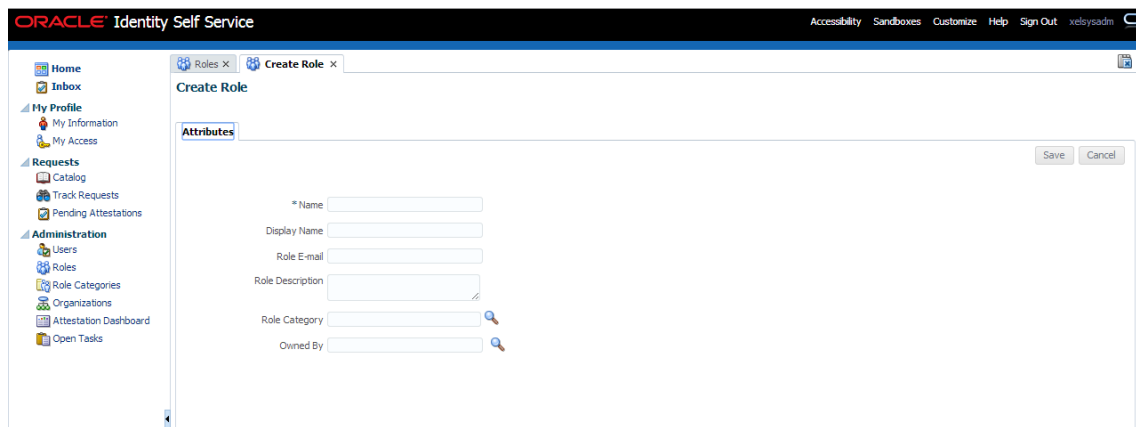 ORACLE Identity Self Service
Accessibility Sandboxes Customize Help Sign Out xelsysadm
Home
Inbox
My Profile
My Information
My Access
Requests
Catalog
Track Requests
Pending Attestations
Administration
Users
Roles
Role Categories
Organizations
Attestation Dashboard
Open Tasks
Roles × Create Role ×
Create Role
Attributes
Save Cancel
* Name
Display Name
Role E-mail
Role Description
Role Category
Owned By